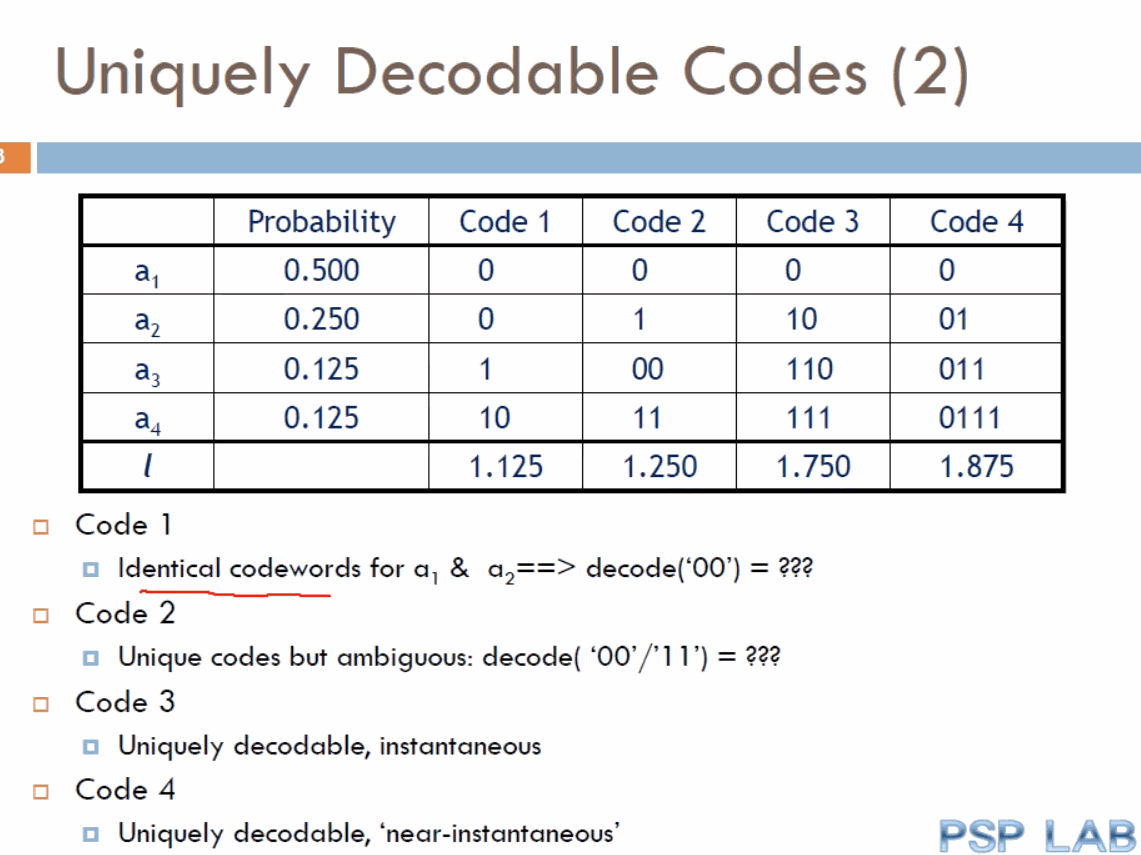 Uniquely Decodable Codes (2)
Probability Code 1 Code 2 Code 3 Code 4
a1 0.500 0 0 0 0
a2 0.250 0 1 10 01
a3 0.125 1 00 110 011
a4 0.125 10 11 111 0111
l 1.125 1.250 1.750 1.875
Code 1
Identical codewords for a1 & a2==> decode(‘00’) = ???
Code 2
Unique codes but ambiguous: decode( ‘00’/’11’) = ???
Code 3
Uniquely decodable, instantaneous
Code 4
Uniquely decodable, ‘near-instantaneous’
PSP LAB